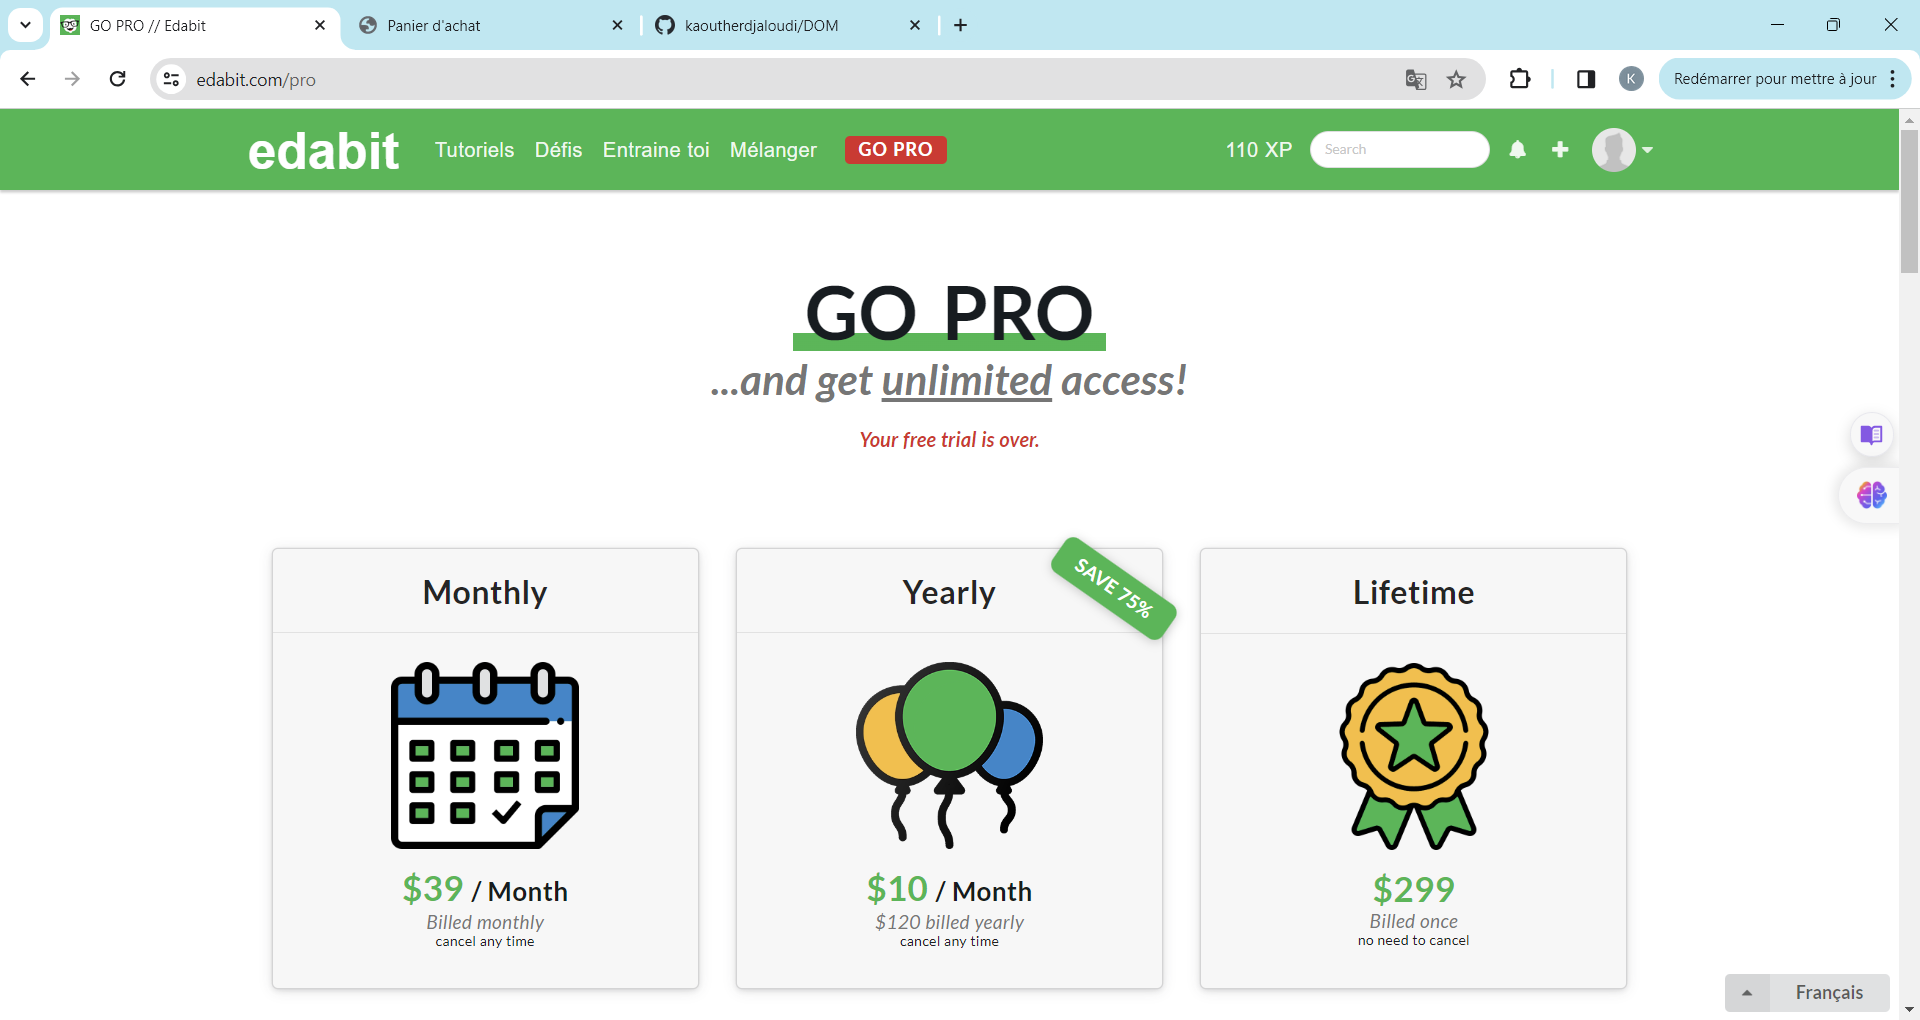 GO PRO // Edabit
Panier d'achat
kaoutherdjaloudi/DOM
edabit.com/pro
K
Redémarrer pour mettre à jour
edabit
Tutoriels
Défis
Entraine toi
Mélanger
GO PRO
110 XP
Search
GO PRO
...and get unlimited access!
Your free trial is over.
Monthly
Yearly
SAVE 75%
Lifetime
$39 / Month
Billed monthly
cancel any time
$10 / Month
$120 billed yearly
cancel any time
$299
Billed once
no need to cancel
Français